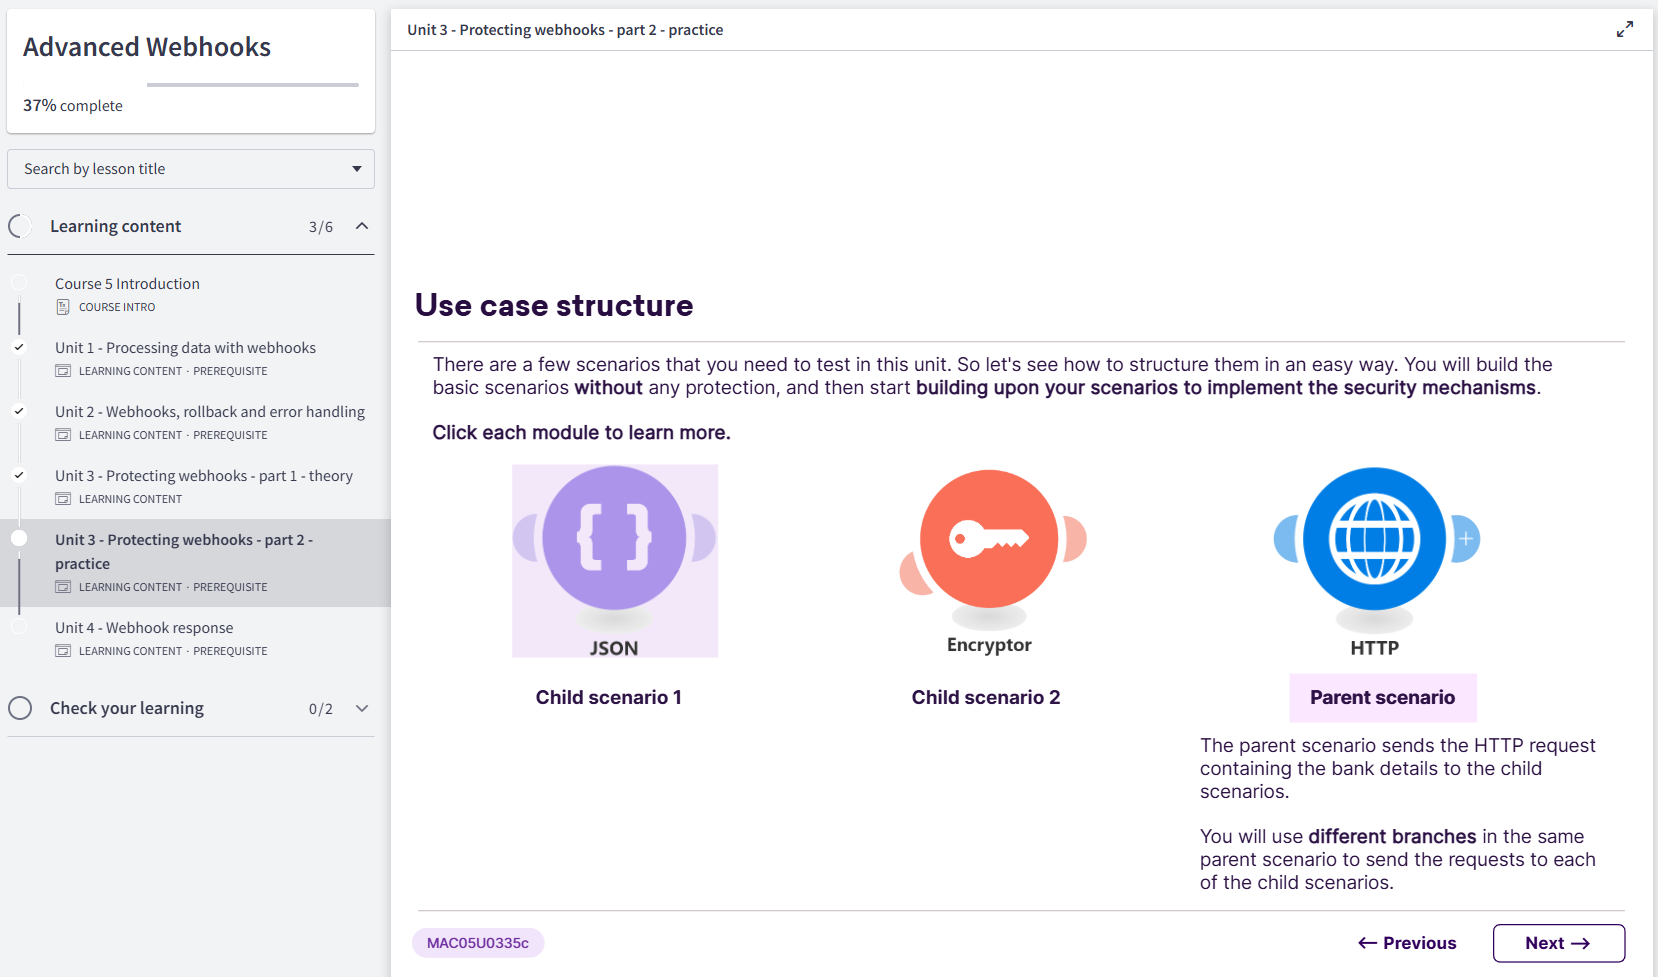 Advanced Webhooks
37% complete
Search by lesson title
Learning content 3/6
Course 5 Introduction
COURSE INTRO
Unit 1 - Processing data with webhooks
LEARNING CONTENT · PREREQUISITE
Unit 2 - Webhooks, rollback and error handling
LEARNING CONTENT · PREREQUISITE
Unit 3 - Protecting webhooks - part 1 - theory
LEARNING CONTENT
Unit 3 - Protecting webhooks - part 2 -
practice
LEARNING CONTENT · PREREQUISITE
Unit 4 - Webhook response
LEARNING CONTENT · PREREQUISITE
Check your learning 0/2
Unit 3 - Protecting webhooks - part 2 - practice
Use case structure
There are a few scenarios that you need to test in this unit. So let's see how to structure them in an easy way. You will build the
basic scenarios without any protection, and then start building upon your scenarios to implement the security mechanisms.
Click each module to learn more.
JSON
Child scenario 1
Encryptor
Child scenario 2
HTTP
Parent scenario
The parent scenario sends the HTTP request
containing the bank details to the child
scenarios.
You will use different branches in the same
parent scenario to send the requests to each
of the child scenarios.
MAC05U0335c
← Previous
Next →